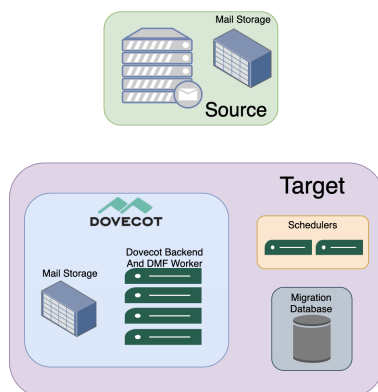 Mail Storage
Source
Target
DOVECOT
Schedulers
Dovecot Backend
And DMF Worker
Mail Storage
Migration
Database